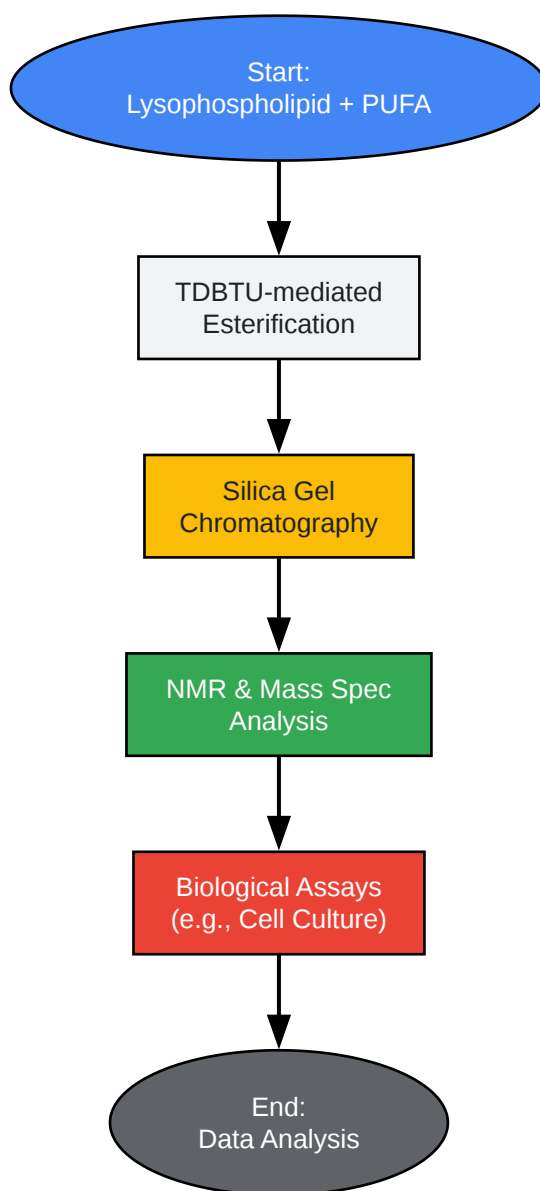 Start:
Lysophospholipid + PUFA
TDBTU-mediated
Esterification
Silica Gel
Chromatography
NMR & Mass Spec
Analysis
Biological Assays
(e.g., Cell Culture)
End:
Data Analysis